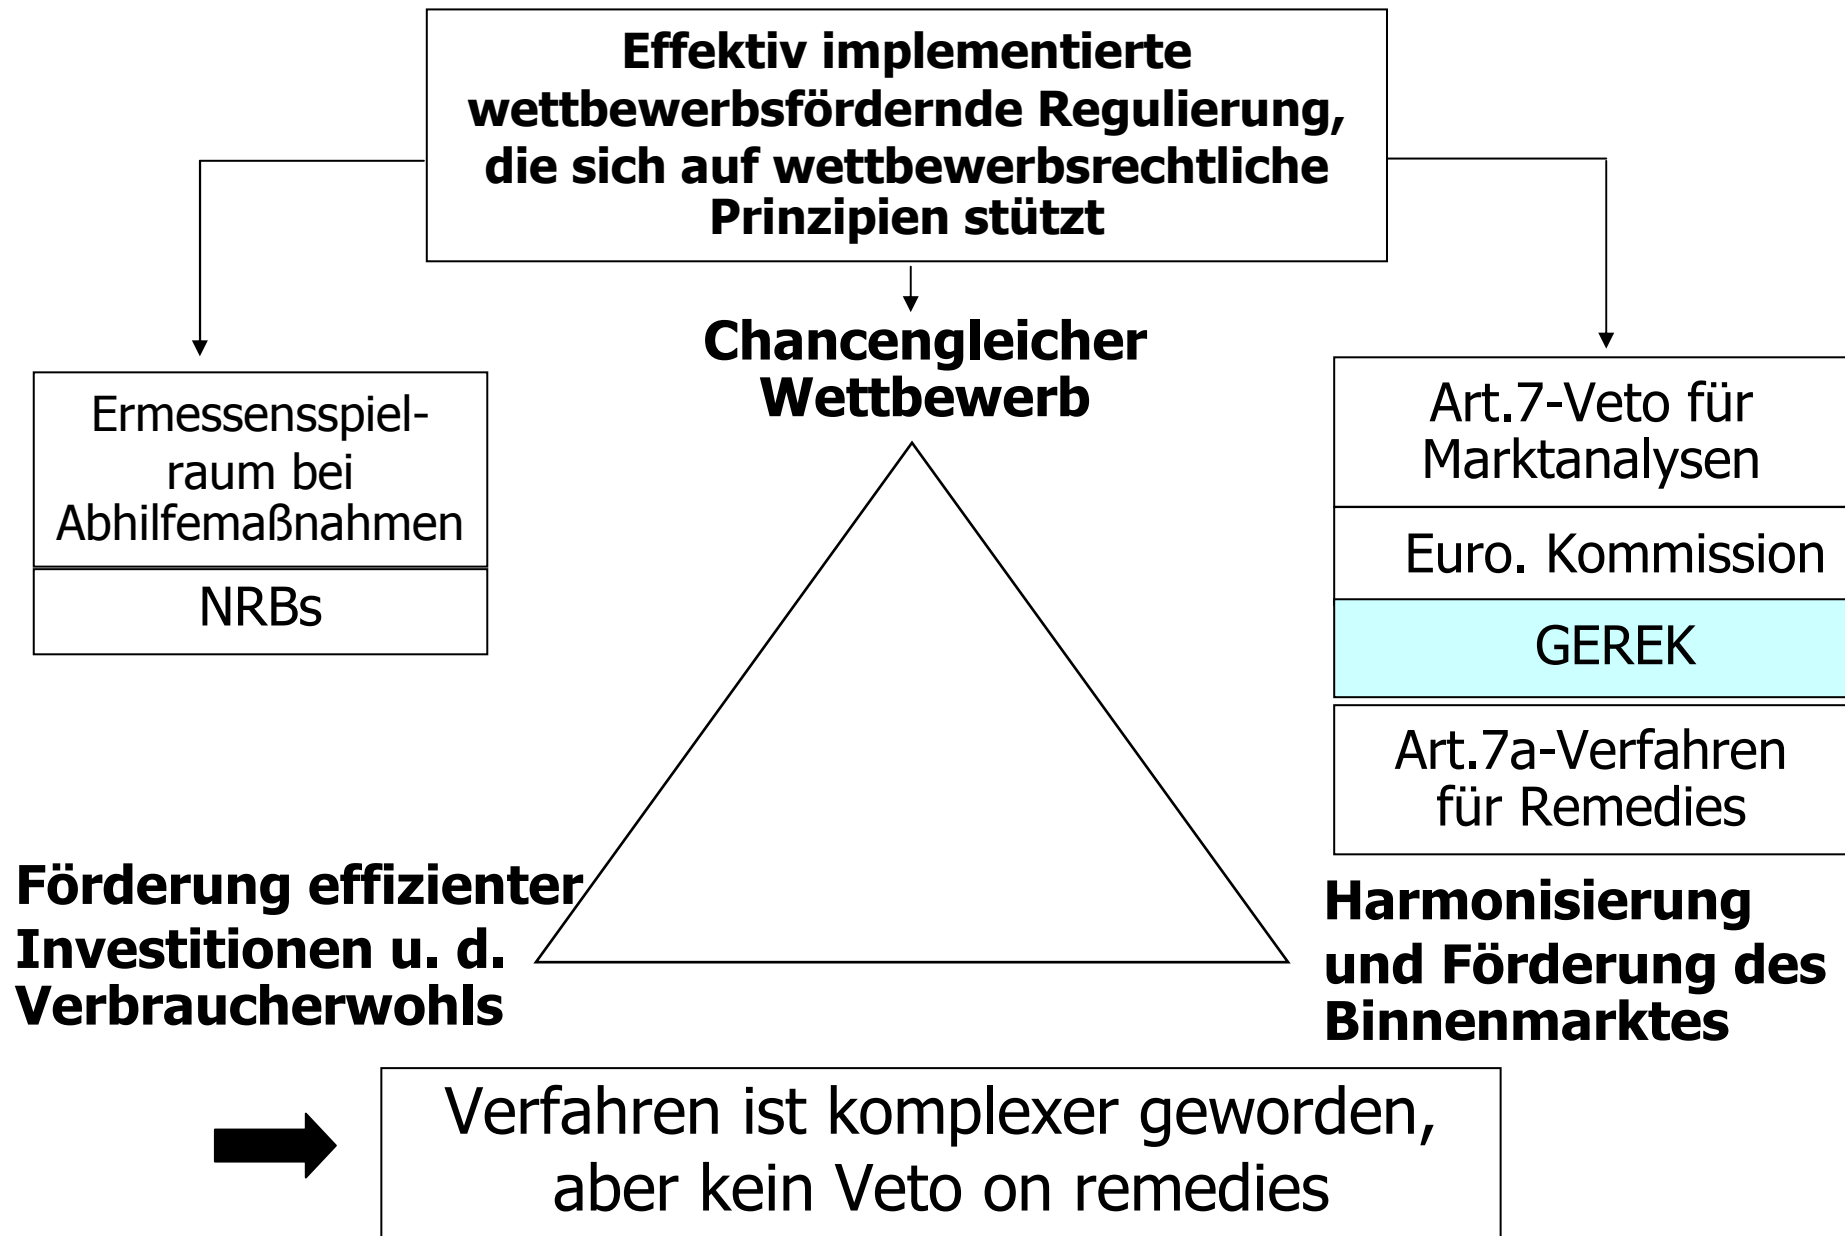 Effektiv implementierte
wettbewerbsfördernde Regulierung,
die sich auf wettbewerbsrechtliche
Prinzipien stützt
Chancengleicher
Wettbewerb
Ermessensspiel-
raum bei
Abhilfemaßnahmen
NRBs
Art.7-Veto für
Marktanalysen
Euro. Kommission
GEREK
Art.7a-Verfahren
für Remedies
Förderung effizienter
Investitionen u. d.
Verbraucherwohls
Harmonisierung
und Förderung des
Binnenmarktes
Verfahren ist komplexer geworden,
aber kein Veto on remedies